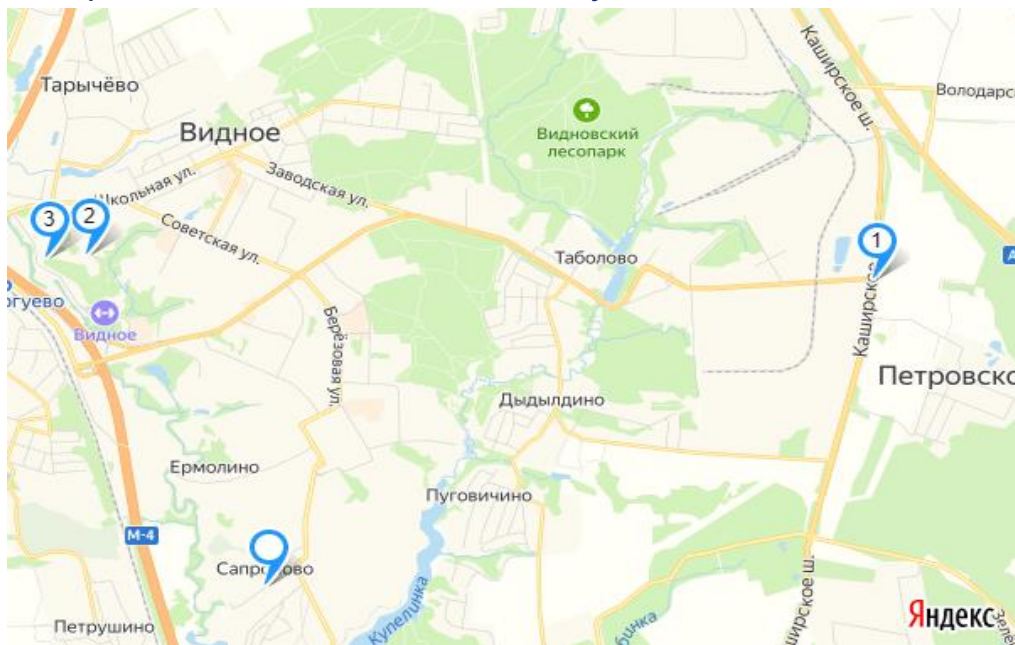 Каширское ш.
Тарычёво
Володарс
Видное
Видновский
лесопарк
Заводская ул.
Школьная ул.
3
2
Советская ул.
1
Таболово
А
Каширское
Видное
Берёзовая ул.
Петровско
Дыдылдино
Ермолино
Пуговичино
М-4
Сапроново
Купелинка
Петрушино
Яндекс